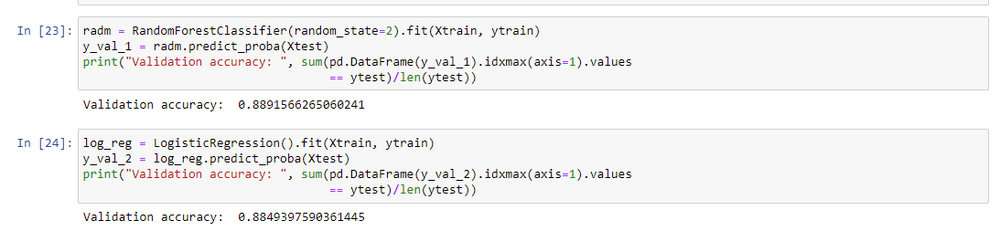 In [23]: radm = RandomForestClassifier(random_state=2).fit(Xtrain, ytrain)
y_val_1 = radm.predict_proba(Xtest)
print("Validation accuracy: ", sum(pd.DataFrame(y_val_1).idxmax(axis=1).values
== ytest)/len(ytest))
Validation accuracy:  0.8891566265060241
In [24]: log_reg = LogisticRegression().fit(Xtrain, ytrain)
y_val_2 = log_reg.predict_proba(Xtest)
print("Validation accuracy: ", sum(pd.DataFrame(y_val_2).idxmax(axis=1).values
== ytest)/len(ytest))
Validation accuracy:  0.8849397590361445